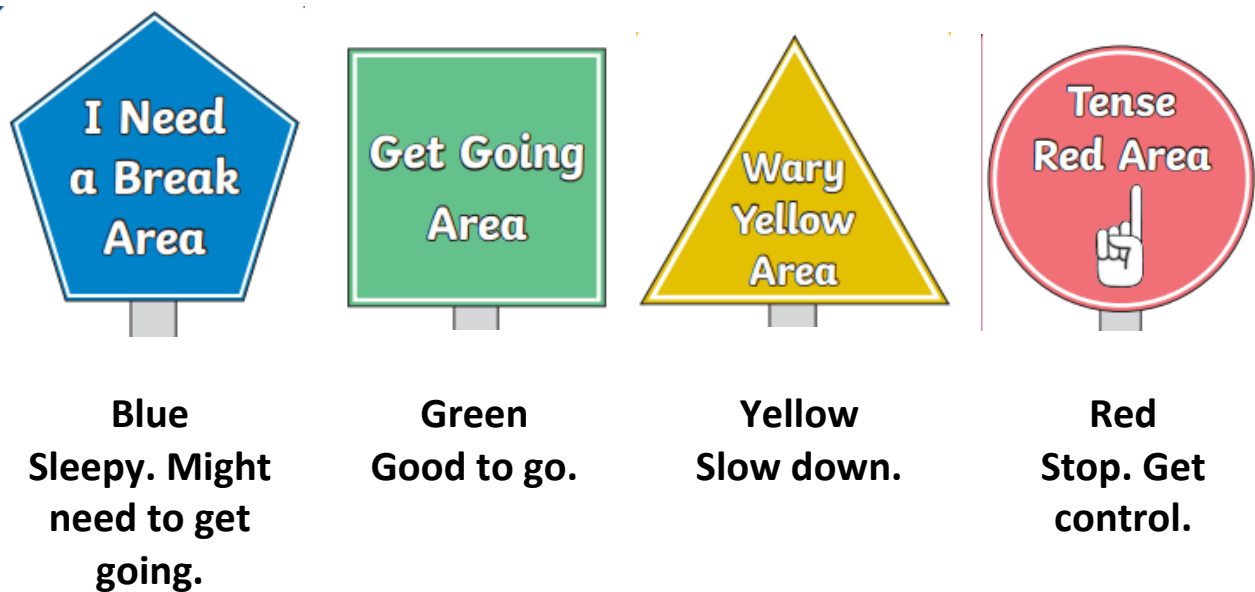 I Need
a Break
Area
Get Going
Area
Wary
Yellow
Area
Tense
Red Area
Blue
Sleepy. Might
need to get
going.
Green
Good to go.
Yellow
Slow down.
Red
Stop. Get
control.